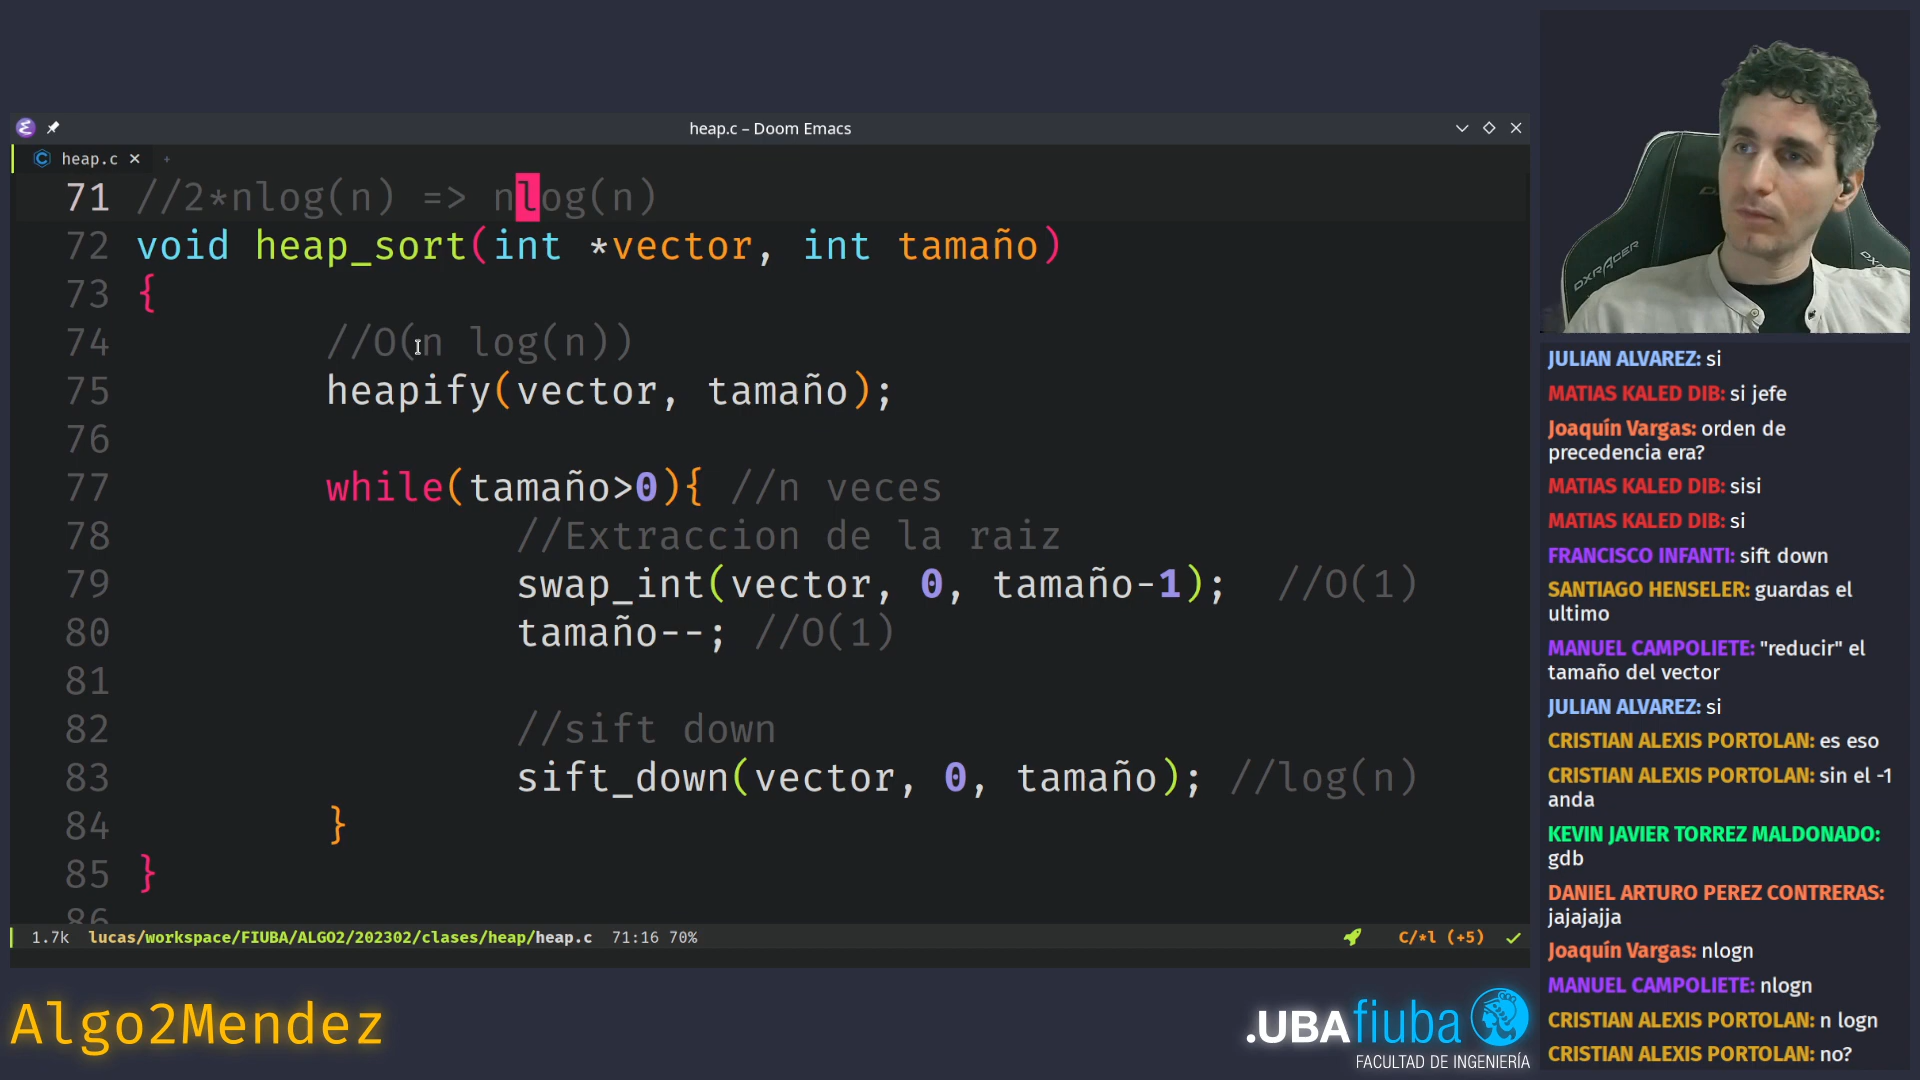 heap.c – Doom Emacs
heap.c
71 //2*nlog(n) => nlog(n)
72 void heap_sort(int *vector, int tamaño)
73 {
74 //O(n log(n))
75 heapify(vector, tamaño);
76
77 while(tamaño>0){ //n veces
78 //Extraccion de la raiz
79 swap_int(vector, 0, tamaño-1); //O(1)
80 tamaño--; //O(1)
81
82 //sift down
83 sift_down(vector, 0, tamaño); //log(n)
84 }
85 }
86
1.7k lucas/workspace/FIUBA/ALGO2/202302/clases/heap/heap.c 71:16 70% C/*l (+5)
Algo2Mendez
.UBAfiuba
FACULTAD DE INGENIERÍA
DXRACER
DX
JULIAN ALVAREZ: si
MATIAS KALED DIB: si jefe
Joaquín Vargas: orden de
precedencia era?
MATIAS KALED DIB: sisi
MATIAS KALED DIB: si
FRANCISCO INFANTI: sift down
SANTIAGO HENSELER: guardas el
ultimo
MANUEL CAMPOLIETE: "reducir" el
tamaño del vector
JULIAN ALVAREZ: si
CRISTIAN ALEXIS PORTOLAN: es eso
CRISTIAN ALEXIS PORTOLAN: sin el -1
anda
KEVIN JAVIER TORREZ MALDONADO:
gdb
DANIEL ARTURO PEREZ CONTRERAS:
jajajajja
Joaquín Vargas: nlogn
MANUEL CAMPOLIETE: nlogn
CRISTIAN ALEXIS PORTOLAN: n logn
CRISTIAN ALEXIS PORTOLAN: no?